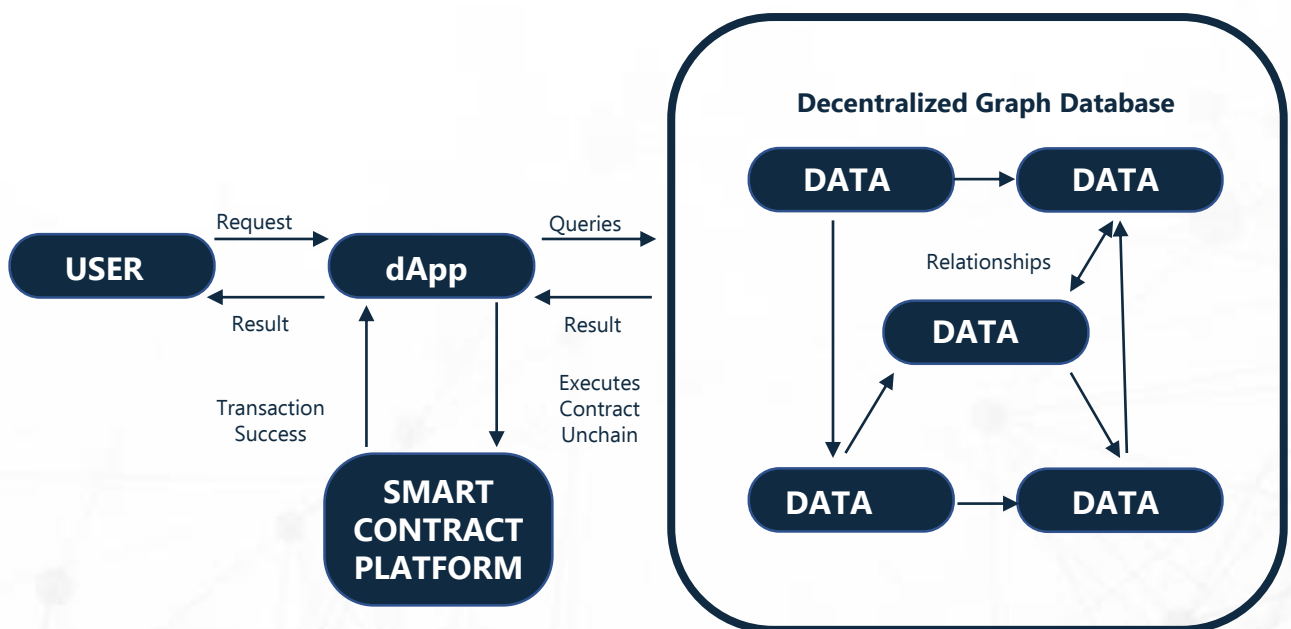 Decentralized Graph Database
DATA
DATA
Request
Queries
USER
dApp
Relationships
Result
Result
DATA
Transaction
Success
Executes
Contract
Unchain
SMART
CONTRACT
PLATFORM
DATA
DATA